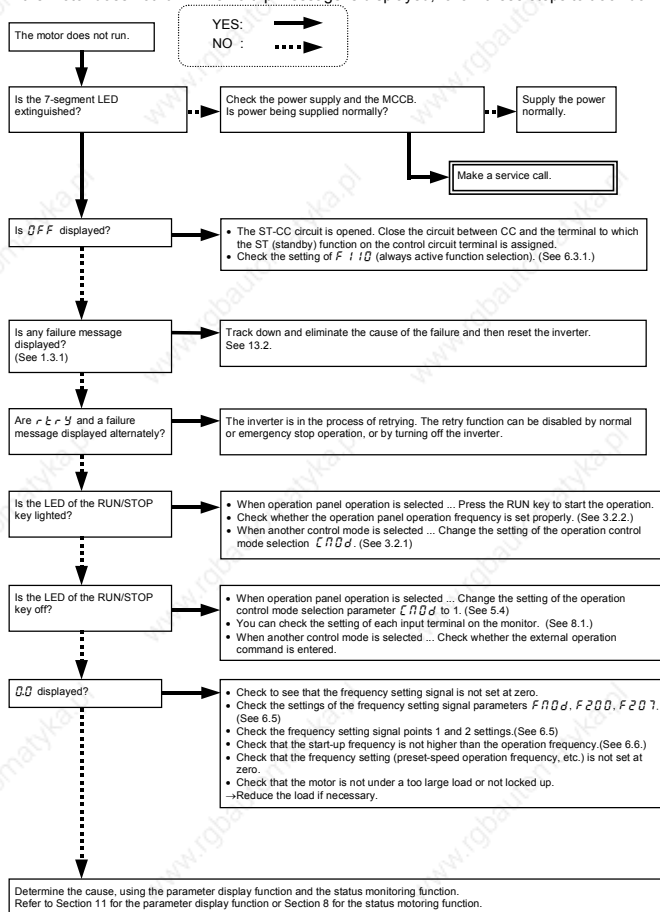 YES:
NO :
The motor does not run.
Is the 7-segment LED
extinguished?
Check the power supply and the MCCB.
Is power being supplied normally?
Supply the power
normally.
Make a service call.
Is OFF displayed?
• The ST-CC circuit is opened. Close the circuit between CC and the terminal to which
the ST (standby) function on the control circuit terminal is assigned.
• Check the setting of F110 (always active function selection). (See 6.3.1.)
Is any failure message
displayed?
(See 1.3.1)
Track down and eliminate the cause of the failure and then reset the inverter.
See 13.2.
Are rtry and a failure
message displayed alternately?
The inverter is in the process of retrying. The retry function can be disabled by normal
or emergency stop operation, or by turning off the inverter.
Is the LED of the RUN/STOP
key lighted?
• When operation panel operation is selected ... Press the RUN key to start the operation.
• Check whether the operation panel operation frequency is set properly. (See 3.2.2.)
• When another control mode is selected ... Change the setting of the operation control
mode selection CMOd. (See 3.2.1)
Is the LED of the RUN/STOP
key off?
• When operation panel operation is selected ... Change the setting of the operation
control mode selection parameter CMOd to 1. (See 5.4)
• You can check the setting of each input terminal on the monitor. (See 8.1.)
• When another control mode is selected ... Check whether the external operation
command is entered.
0.0 displayed?
• Check to see that the frequency setting signal is not set at zero.
• Check the settings of the frequency setting signal parameters FMOd, F200, F207.
(See 6.5)
• Check the frequency setting signal points 1 and 2 settings.(See 6.5)
• Check that the start-up frequency is not higher than the operation frequency.(See 6.6.)
• Check that the frequency setting (preset-speed operation frequency, etc.) is not set at
zero.
• Check that the motor is not under a too large load or not locked up.
→Reduce the load if necessary.
Determine the cause, using the parameter display function and the status monitoring function.
Refer to Section 11 for the parameter display function or Section 8 for the status motoring function.
www.rgbautomatyka.pl